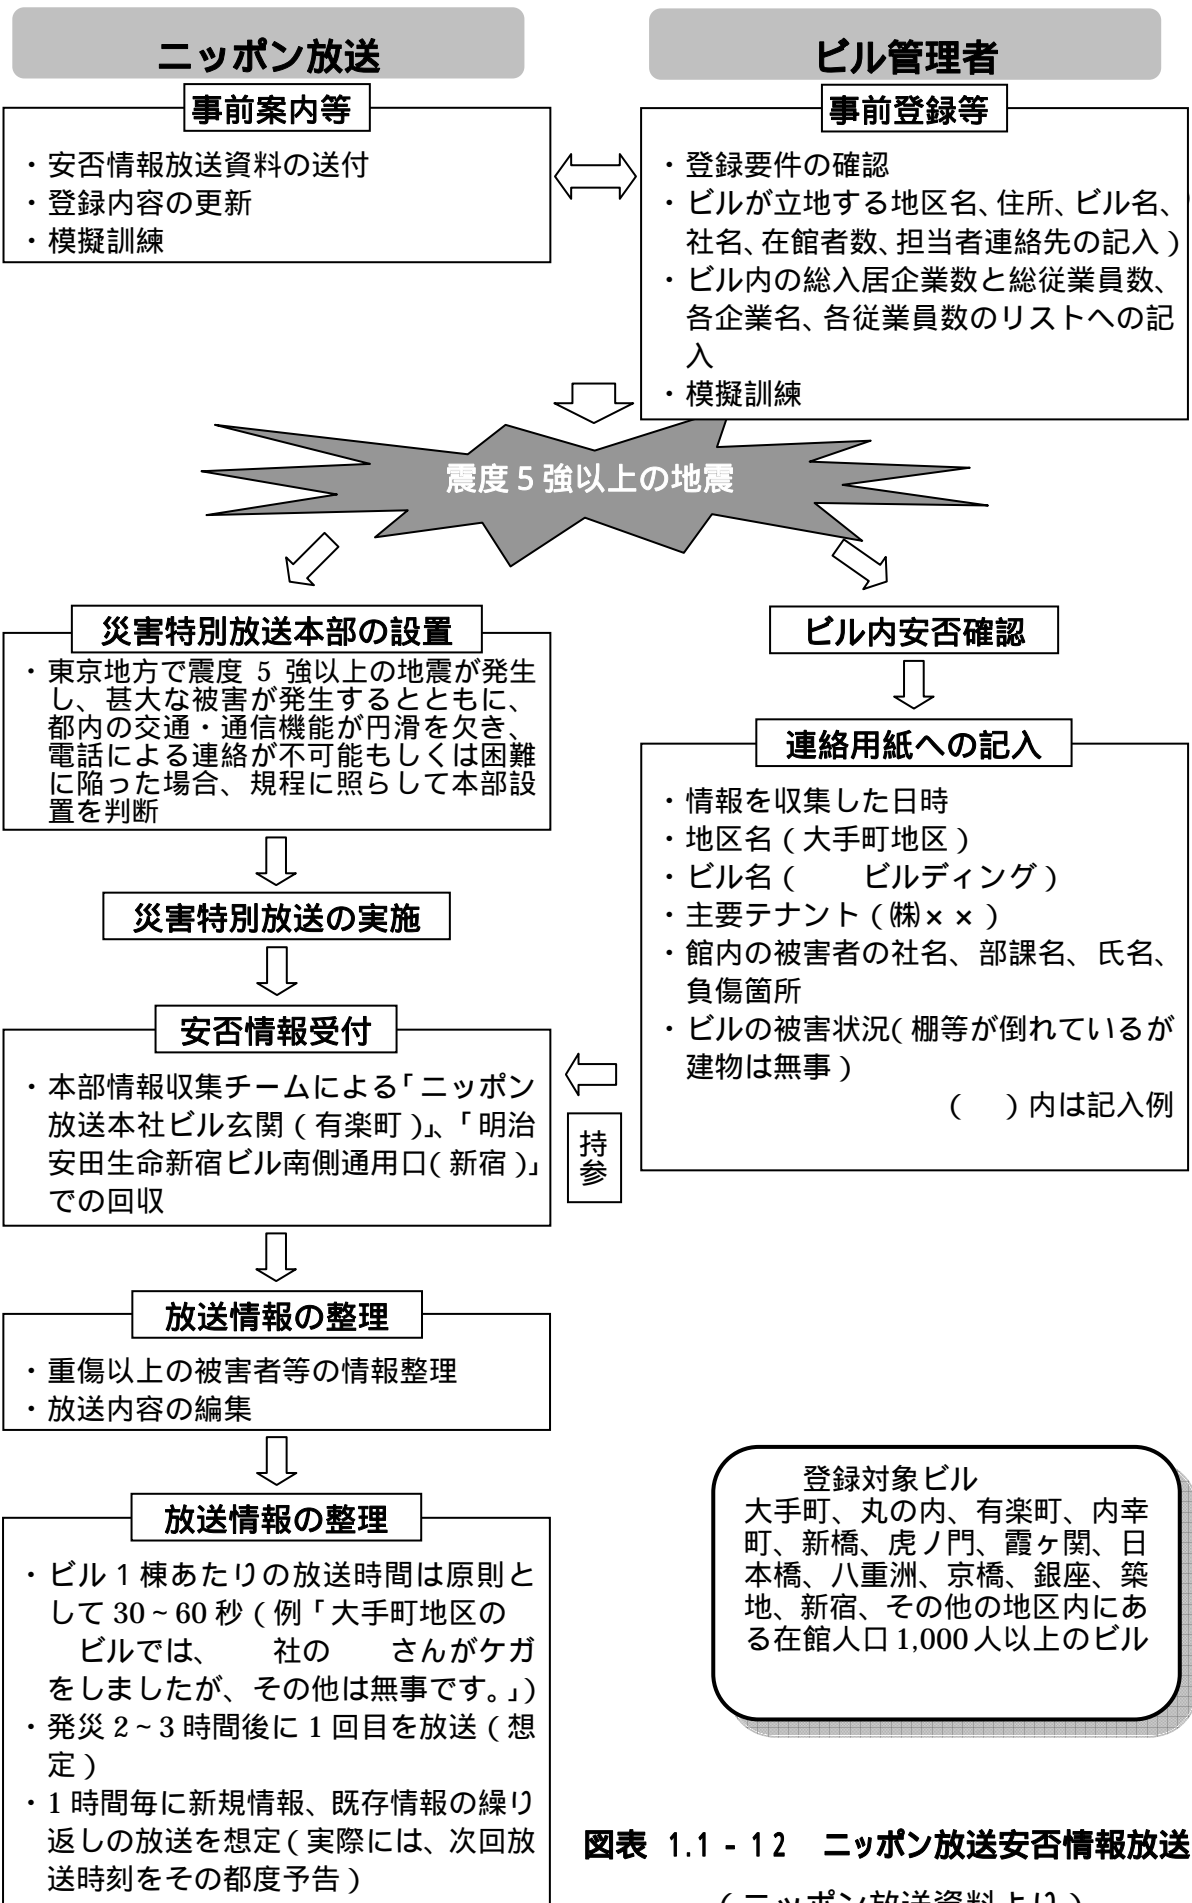 ニッポン放送
ビル管理者
事前案内等
・安否情報放送資料の送付
・登録内容の更新
・模擬訓練
事前登録等
・登録要件の確認
・ビルが立地する地区名、住所、ビル名、
社名、在館者数、担当者連絡先の記入）
・ビル内の総入居企業数と総従業員数、
各企業名、各従業員数のリストへの記
入
・模擬訓練
震度５強以上の地震
災害特別放送本部の設置
・東京地方で震度 5 強以上の地震が発生
し、甚大な被害が発生するとともに、
都内の交通・通信機能が円滑を欠き、
電話による連絡が不可能もしくは困難
に陥った場合、規程に照らして本部設
置を判断
災害特別放送の実施
安否情報受付
・本部情報収集チームによる「ニッポン
放送本社ビル玄関（有楽町）」、「明治
安田生命新宿ビル南側通用口（新宿）」
での回収
放送情報の整理
・重傷以上の被害者等の情報整理
・放送内容の編集
放送情報の整理
・ビル 1 棟あたりの放送時間は原則と
して 30～60 秒（例「大手町地区の
　ビルでは、　　社の　　さんがケガ
をしましたが、その他は無事です。」）
・発災 2～3 時間後に 1 回目を放送（想
定）
・1 時間毎に新規情報、既存情報の繰り
返しの放送を想定（実際には、次回放
送時刻をその都度予告）
ビル内安否確認
連絡用紙への記入
・情報を収集した日時
・地区名（大手町地区）
・ビル名（　　ビルディング）
・主要テナント（㈱××）
・館内の被害者の社名、部課名、氏名、
負傷箇所
・ビルの被害状況（棚等が倒れているが
建物は無事）
（　）内は記入例
持
参
登録対象ビル
大手町、丸の内、有楽町、内幸
町、新橋、虎ノ門、霞ヶ関、日
本橋、八重洲、京橋、銀座、築
地、新宿、その他の地区内にあ
る在館人口 1,000 人以上のビル
図表 1.1-12　ニッポン放送安否情報放送
（ニッポン放送資料より）